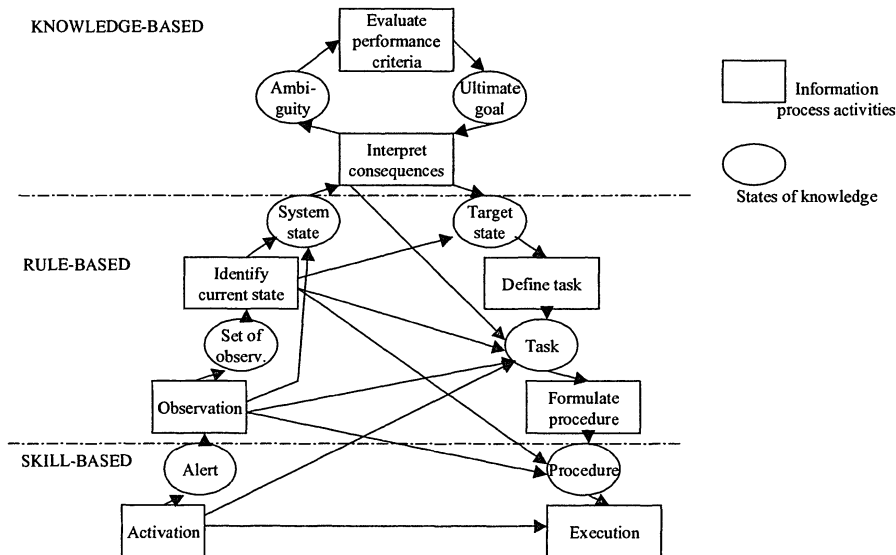 KNOWLEDGE-BASED
Evaluate
performance
criteria
Ambi-
guity
Ultimate
goal
Interpret
consequences
Information
process activities
States of knowledge
System
state
Target
state
RULE-BASED
Identify
current state
Define task
Set of
observ.
Task
Observation
Formulate
procedure
SKILL-BASED
Alert
Procedure
Activation
Execution